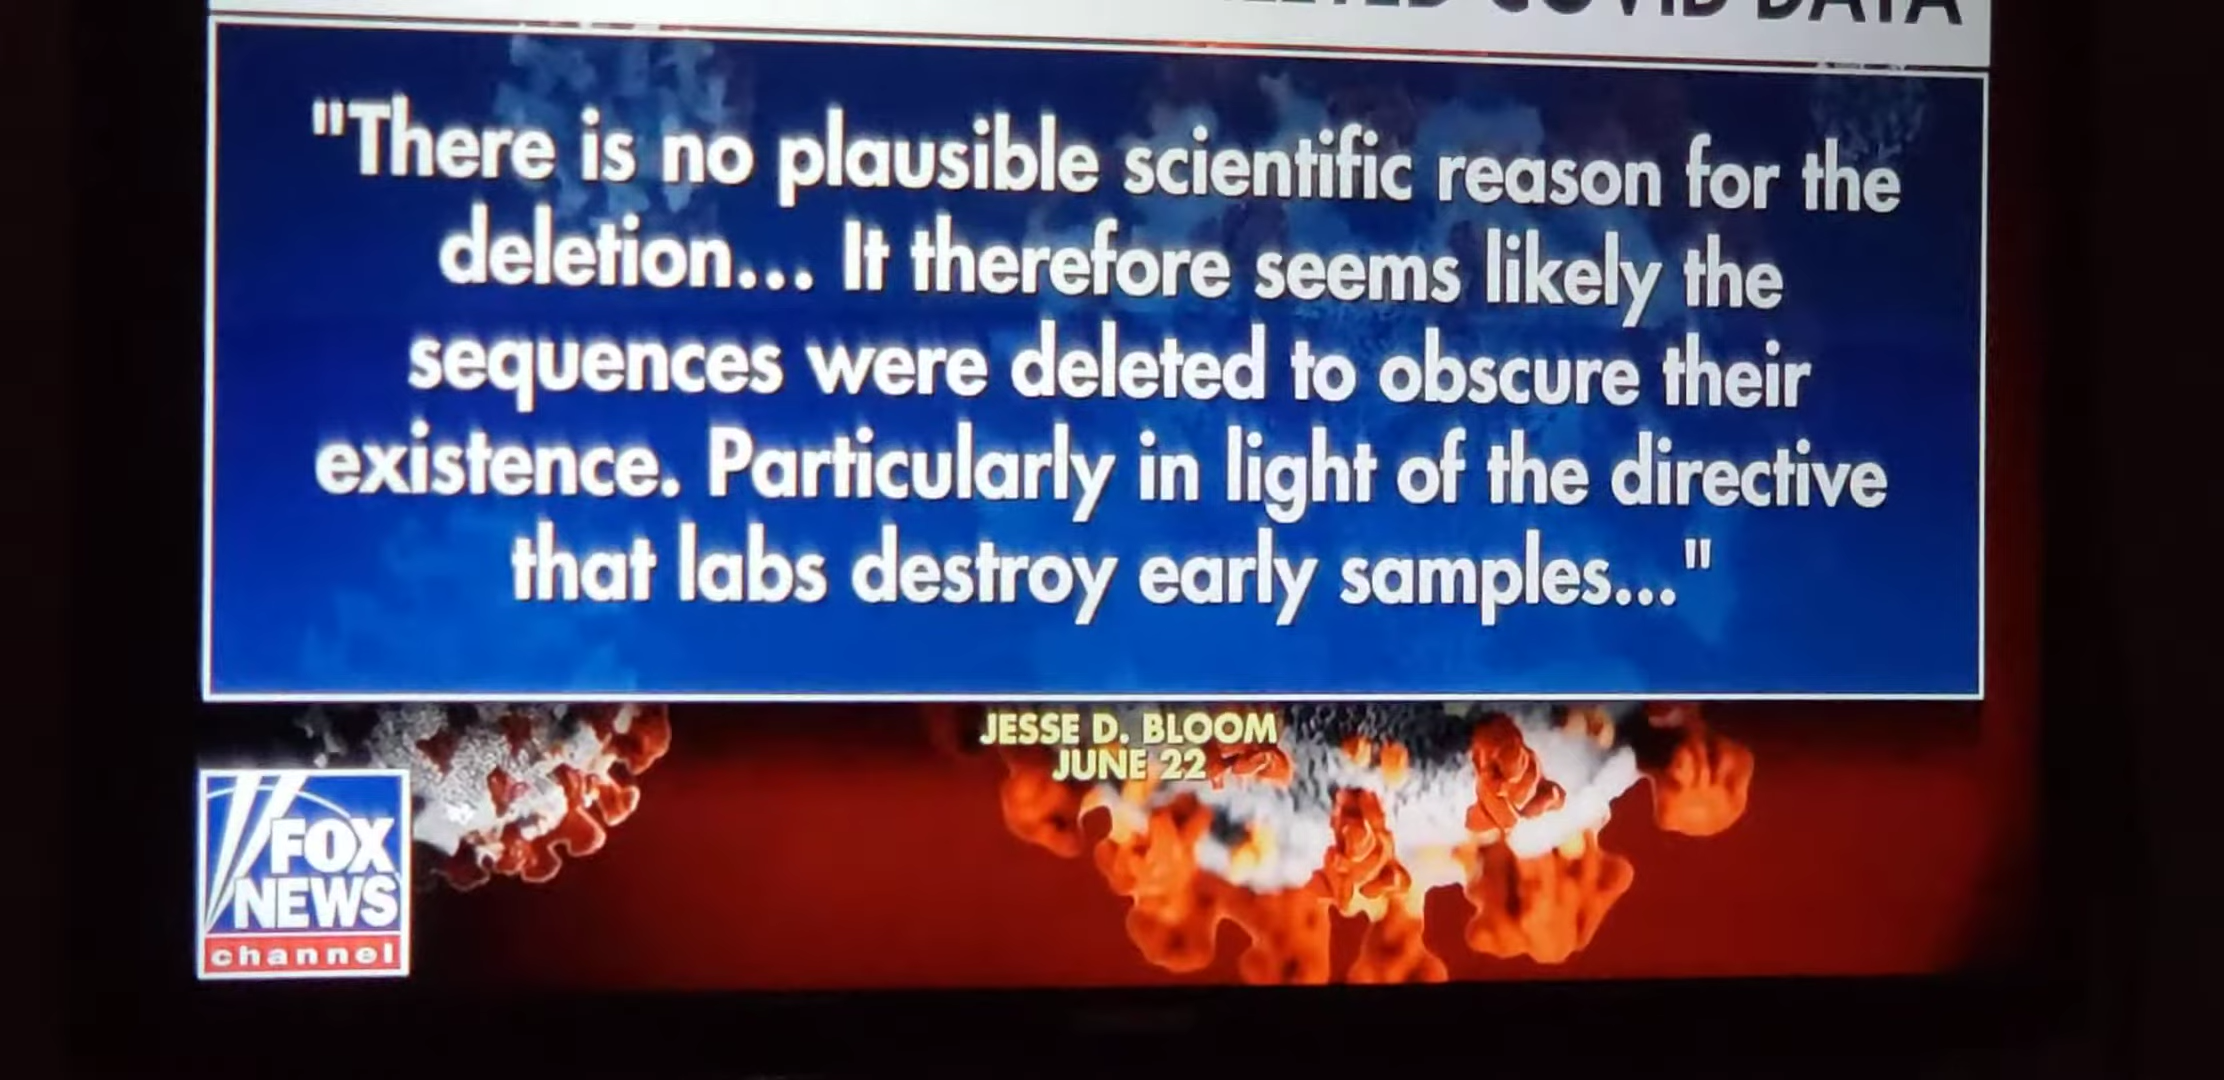 COVID DATA
"There is no plausible scientific reason for the
deletion... It therefore seems likely the
sequences were deleted to obscure their
existence. Particularly in light of the directive
that labs destroy early samples..."
JESSE D. BLOOM
JUNE 22
FOX
NEWS
channel